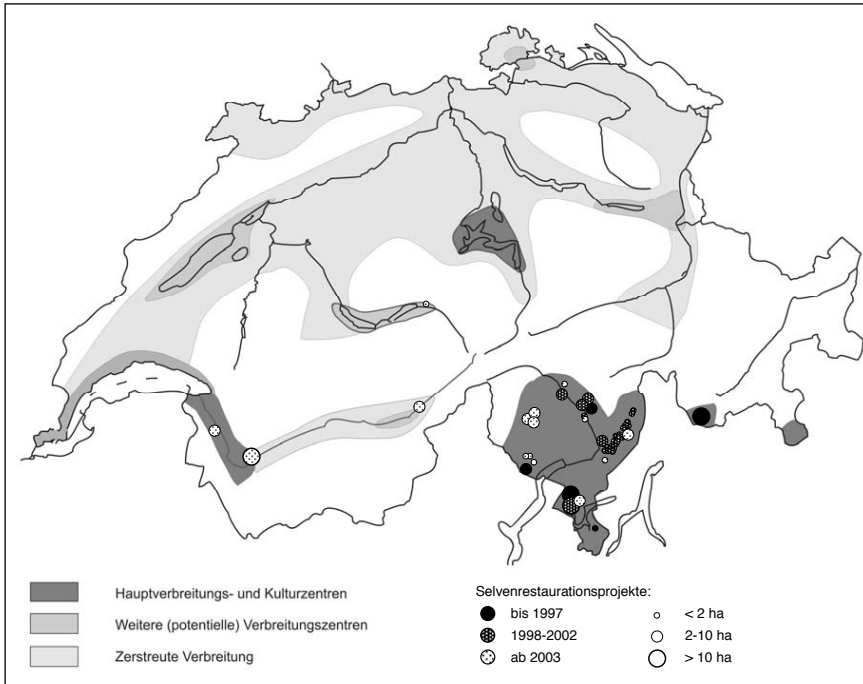 Hauptverbreitungs- und Kulturzentren
Weitere (potentielle) Verbreitungszentren
Zerstreute Verbreitung
Selvenrestaurationsprojekte:
bis 1997
< 2 ha
1998-2002
2-10 ha
ab 2003
> 10 ha